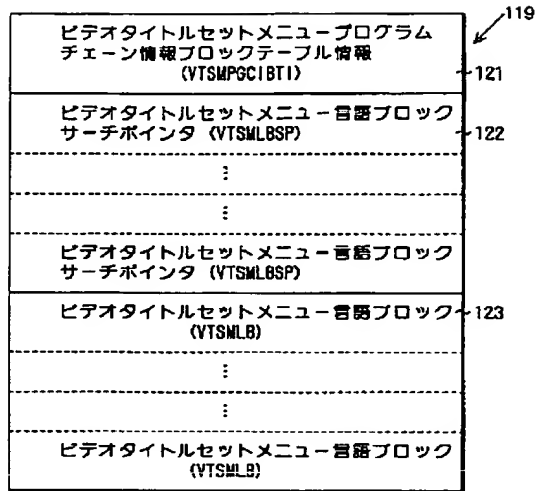 119
ビデオタイトルセットメニュープログラム
チェーン情報ブロックテーブル情報
(VTSMPGCIBTI)
121
ビデオタイトルセットメニュー言語ブロック
サーチポインタ (VTSMLBSP)
122
⋮
⋮
ビデオタイトルセットメニュー言語ブロック
サーチポインタ (VTSMLBSP)
ビデオタイトルセットメニュー言語ブロック
(VTSMLB)
123
⋮
⋮
ビデオタイトルセットメニュー言語ブロック
(VTSMLB)